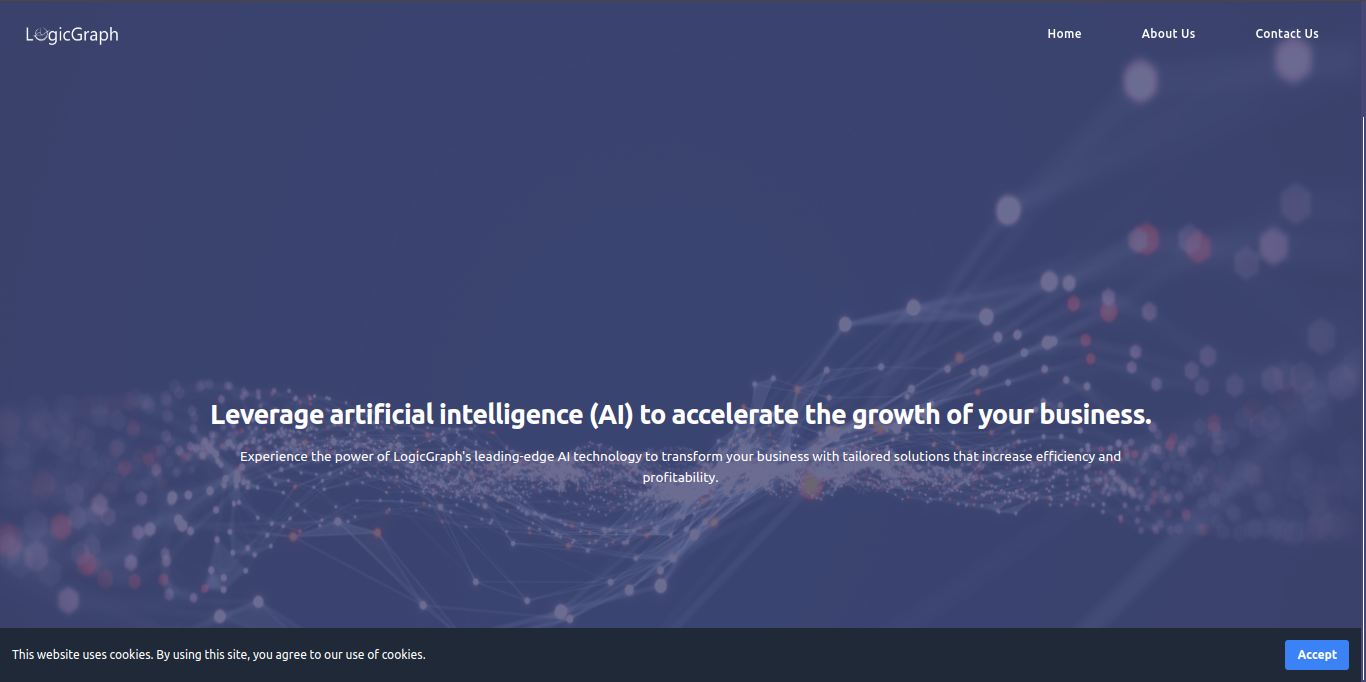 LogicGraph
Home
About Us
Contact Us
Leverage artificial intelligence (AI) to accelerate the growth of your business.
Experience the power of LogicGraph's leading-edge AI technology to transform your business with tailored solutions that increase efficiency and
profitability.
This website uses cookies. By using this site, you agree to our use of cookies.
Accept